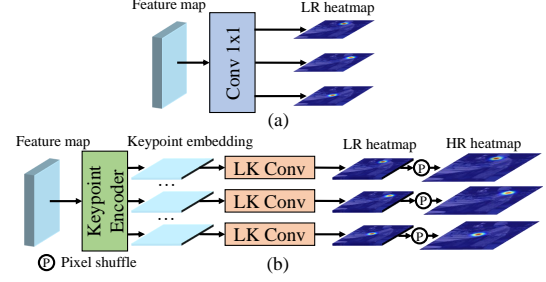 Feature map
LR heatmap
Conv 1x1
(a)
Feature map
Keypoint embedding
LR heatmap
HR heatmap
Keypoint
Encoder
...
...
LK Conv
LK Conv
LK Conv
P
P
P
P Pixel shuffle
(b)